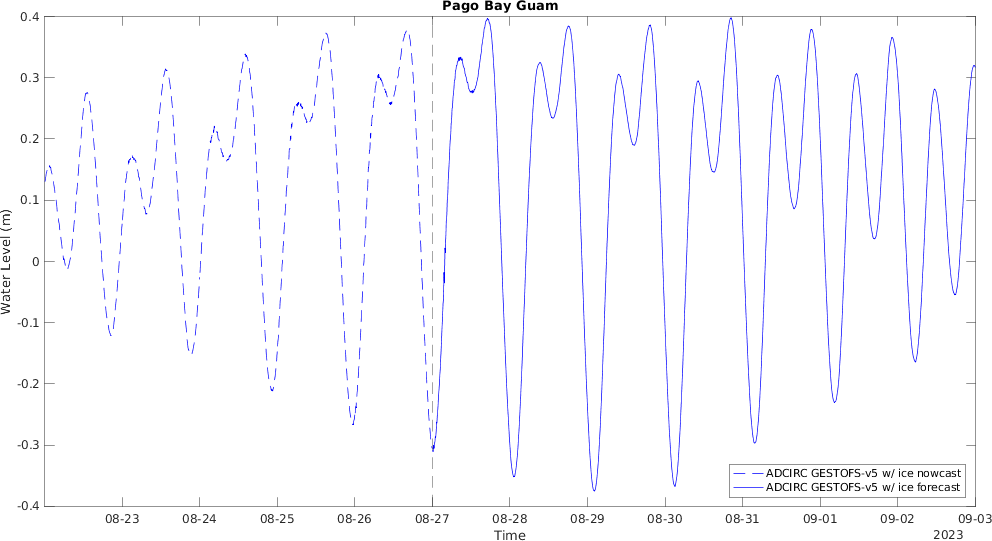 Pago Bay Guam
0.4
0.3
0.2
0.1
0
-0.1
-0.2
-0.3
-0.4
Water Level (m)
ADCIRC GESTOFS-v5 w/ ice nowcast
ADCIRC GESTOFS-v5 w/ ice forecast
08-23 08-24 08-25 08-26 08-27 08-28 08-29 08-30 08-31 09-01 09-02 09-03
Time
2023